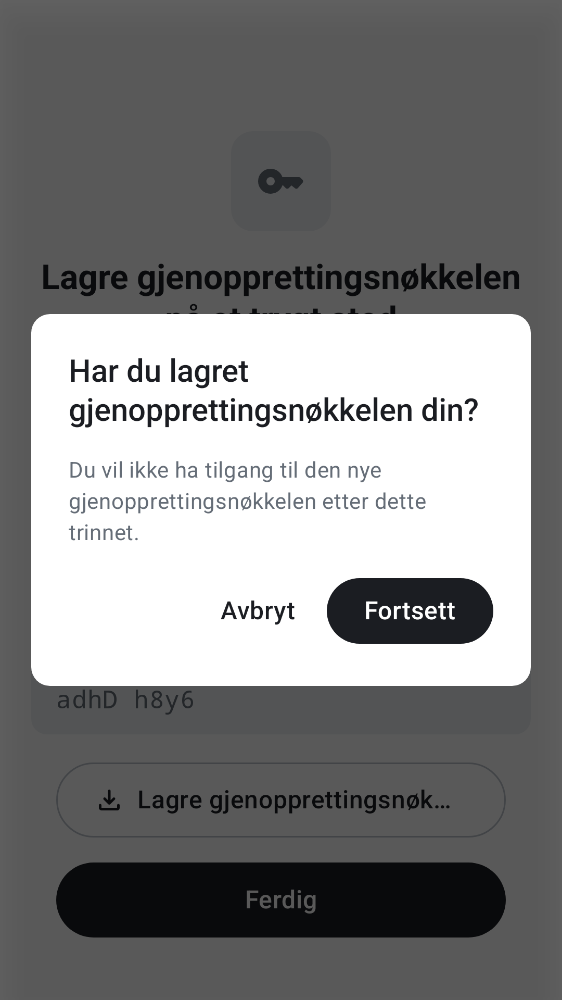 Lagre gjenopprettingsnøkkelen
på et trygt sted
Har du lagret
gjenopprettingsnøkkelen din?
Du vil ikke ha tilgang til den nye
gjenopprettingsnøkkelen etter dette
trinnet.
Avbryt
Fortsett
adhD h8y6
Lagre gjenopprettingsnøk…
Ferdig